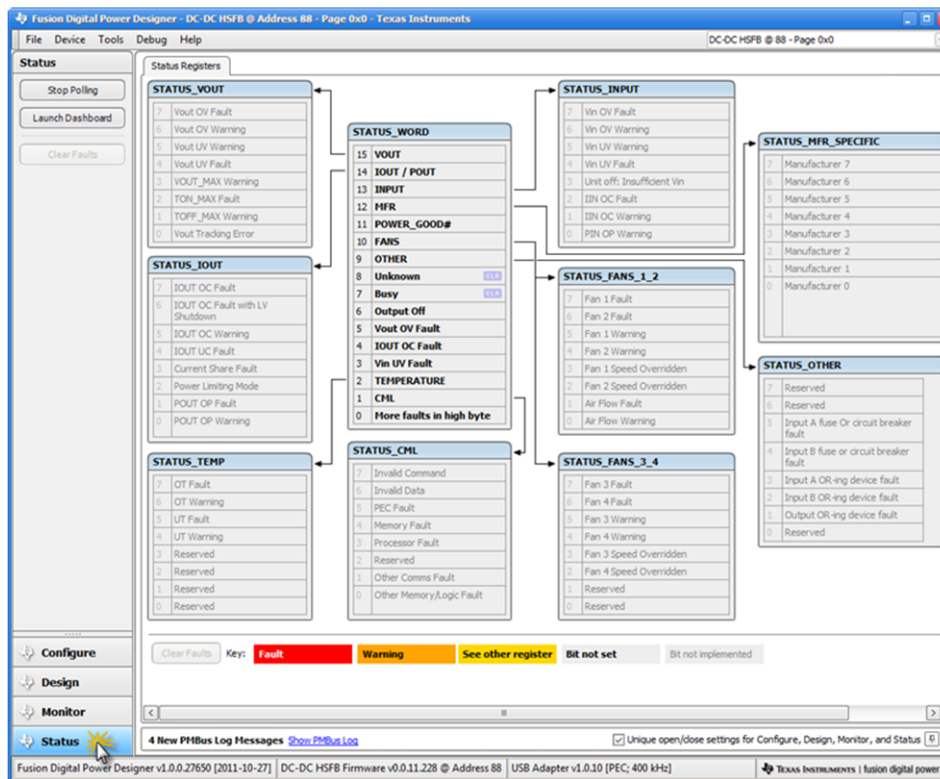 Fusion Digital Power Designer - DC-DC HSFB @ Address 88 - Page 0x0 - Texas Instruments
File Device Tools Debug Help
DC-DC HSFB @ 88 - Page 0x0
Status
Stop Polling
Launch Dashboard
Clear Faults
Status Registers
STATUS_VOUT
7 Vout OV Fault
6 Vout OV Warning
5 Vout UV Warning
4 Vout UV Fault
3 VOUT_MAX Warning
2 TON_MAX Fault
1 TOFF_MAX Warning
0 Vout Tracking Error
STATUS_IOUT
7 IOUT OC Fault
6 IOUT OC Fault with LV
Shutdown
5 IOUT OC Warning
4 IOUT UC Fault
3 Current Share Fault
2 Power Limiting Mode
1 POUT OP Fault
0 POUT OP Warning
STATUS_TEMP
7 OT Fault
6 OT Warning
5 UT Fault
4 UT Warning
3 Reserved
2 Reserved
1 Reserved
0 Reserved
STATUS_WORD
15 VOUT
14 IOUT / POUT
13 INPUT
12 MFR
11 POWER_GOOD#
10 FANS
9 OTHER
8 Unknown CLR
7 Busy CLR
6 Output Off
5 Vout OV Fault
4 IOUT OC Fault
3 Vin UV Fault
2 TEMPERATURE
1 CML
0 More faults in high byte
STATUS_CML
7 Invalid Command
6 Invalid Data
5 PEC Fault
4 Memory Fault
3 Processor Fault
2 Reserved
1 Other Comms Fault
0 Other Memory/Logic Fault
STATUS_INPUT
7 Vin OV Fault
6 Vin OV Warning
5 Vin UV Warning
4 Vin UV Fault
3 Unit off: Insufficient Vin
2 IIN OC Fault
1 IIN OC Warning
0 PIN OP Warning
STATUS_FANS_1_2
7 Fan 1 Fault
6 Fan 2 Fault
5 Fan 1 Warning
4 Fan 2 Warning
3 Fan 1 Speed Overridden
2 Fan 2 Speed Overridden
1 Air Flow Fault
0 Air Flow Warning
STATUS_FANS_3_4
7 Fan 3 Fault
6 Fan 4 Fault
5 Fan 3 Warning
4 Fan 4 Warning
3 Fan 3 Speed Overridden
2 Fan 4 Speed Overridden
1 Reserved
0 Reserved
STATUS_MFR_SPECIFIC
7 Manufacturer 7
6 Manufacturer 6
5 Manufacturer 5
4 Manufacturer 4
3 Manufacturer 3
2 Manufacturer 2
1 Manufacturer 1
0 Manufacturer 0
STATUS_OTHER
7 Reserved
6 Reserved
5 Input A fuse Or circuit breaker
fault
4 Input B fuse or circuit breaker
fault
3 Input A OR-ing device fault
2 Input B OR-ing device fault
1 Output OR-ing device fault
0 Reserved
Clear Faults Key: Fault Warning See other register Bit not set Bit not implemented
Configure
Design
Monitor
Status
4 New PMBus Log Messages Show PMBus Log
Unique open/close settings for Configure, Design, Monitor, and Status
Fusion Digital Power Designer v1.0.0.27650 [2011-10-27] DC-DC HSFB Firmware v0.0.11.228 @ Address 88 USB Adapter v1.0.10 [PEC; 400 kHz] TEXAS INSTRUMENTS | fusion digital power